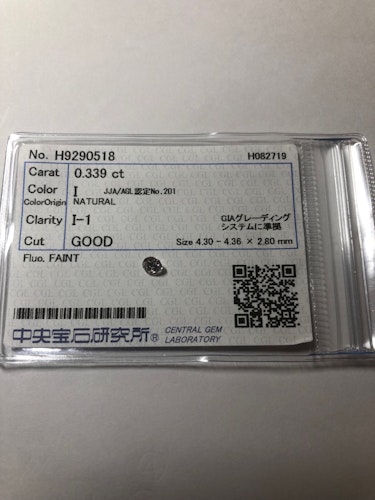 No. H9290518 H082719
Carat 0.339 ct
Color I JJA/AGL認定No.201
ColorOrigin NATURAL
Clarity I-1 GIAグレーディング
システムに準拠
Cut GOOD Size 4.30 - 4.36 × 2.80 mm
Fluo. FAINT
中央宝石研究所® CENTRAL GEM
LABORATORY